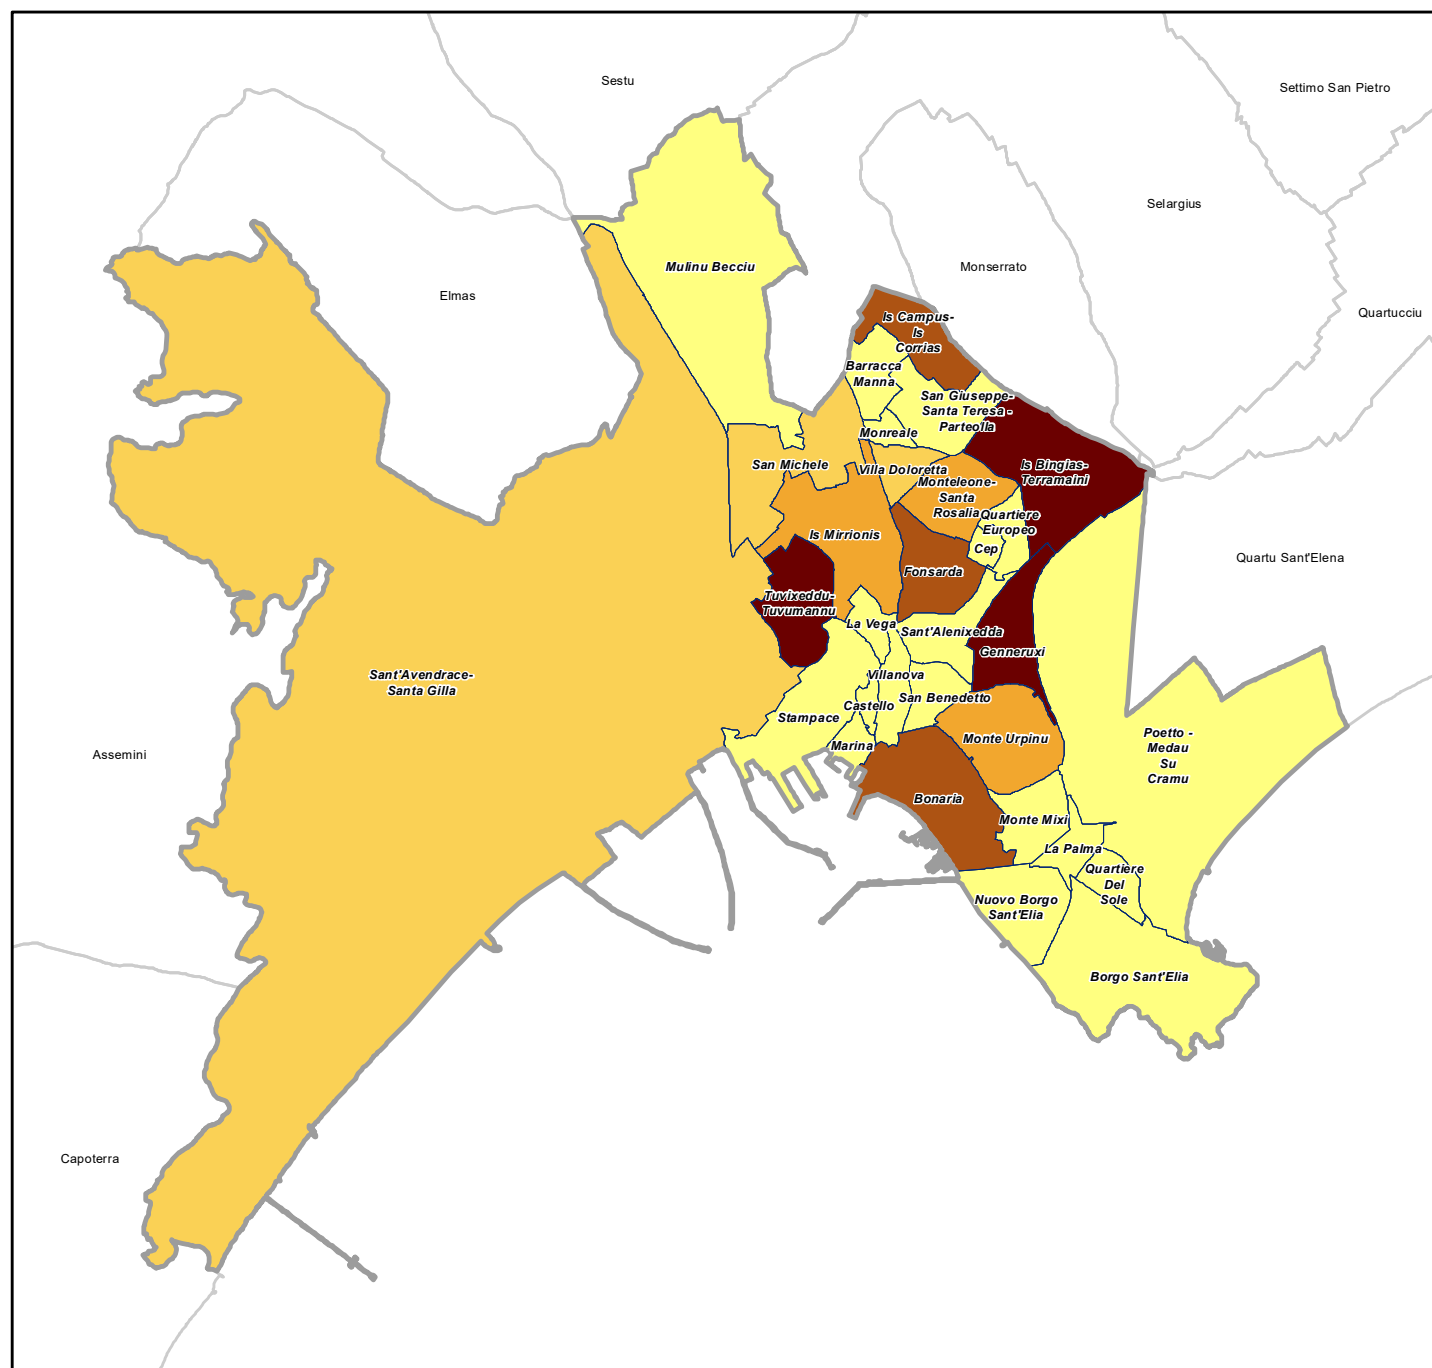 Sestu
Settimo San Pietro
Selargius
Monserrato
Mulinu Becciu
Elmas
Quartucciu
Is Campus-
Is
Corrias
Barracca
Manna
San Giuseppe-
Santa Teresa -
Parteolla
Monreale
San Michele
Villa Doloretta
Is Bingias-
Terramaini
Monteleone-
Santa
Rosalia
Quartiere
Europeo
Is Mirrionis
Cep
Quartu Sant'Elena
Fonsarda
Tuvixeddu-
Tuvumannu
La Vega
Sant'Alenixedda
Genneruxi
Sant'Avendrace-
Santa Gilla
Villanova
San Benedetto
Castello
Stampace
Marina
Monte Urpinu
Poetto -
Medau
Su
Cramu
Assemini
Bonaria
Monte Mixi
La Palma
Quartiere
Del
Sole
Nuovo Borgo
Sant'Elia
Borgo Sant'Elia
Capoterra